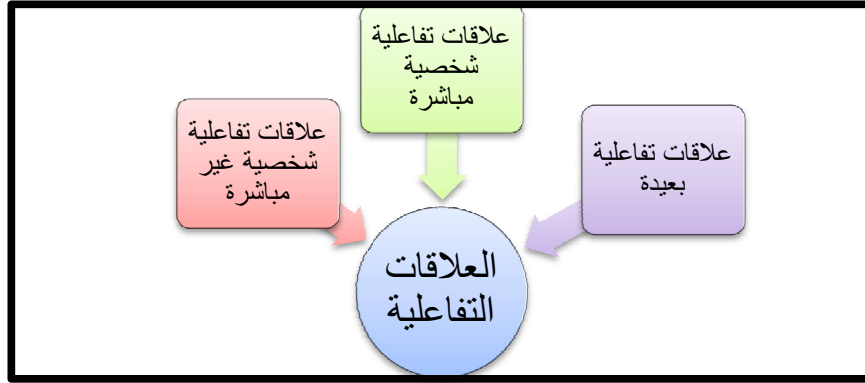 علاقات تفاعلية
شخصية
مباشرة
علاقات تفاعلية
بعيدة
علاقات تفاعلية
شخصية غير
مباشرة
العلاقات
التفاعلية